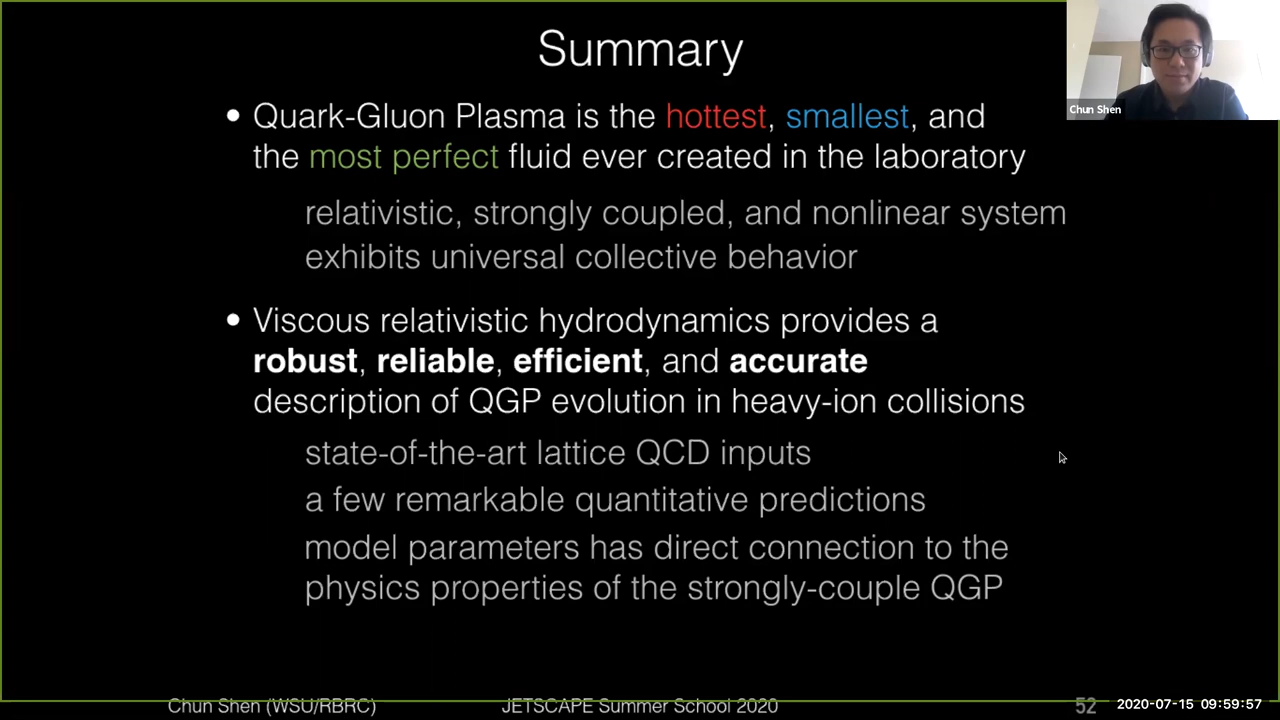 Summary
Chun Shen
• Quark-Gluon Plasma is the hottest, smallest, and
the most perfect fluid ever created in the laboratory
relativistic, strongly coupled, and nonlinear system
exhibits universal collective behavior
• Viscous relativistic hydrodynamics provides a
robust, reliable, efficient, and accurate
description of QGP evolution in heavy-ion collisions
state-of-the-art lattice QCD inputs
a few remarkable quantitative predictions
model parameters has direct connection to the
physics properties of the strongly-couple QGP
Chun Shen (WSU/RBRC) JETSCAPE Summer School 2020 52 2020-07-15 09:59:57